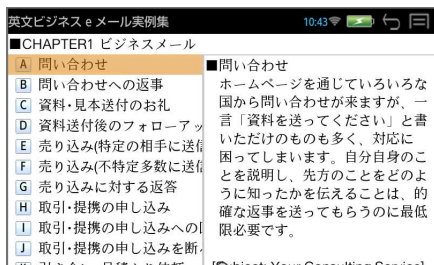 英文ビジネスeメール実例集
10:43
■CHAPTER1 ビジネスメール
A 問い合わせ
B 問い合わせへの返事
C 資料・見本送付のお礼
D 資料送付後のフォローアッ
E 売り込み(特定の相手に送信
F 売り込み(不特定多数に送信
G 売り込みに対する返答
H 取引・提携の申し込み
I 取引・提携の申し込みへの
J 取引・提携の申し込みを断
■問い合わせ
ホームページを通じていろいろな
国から問い合わせが来ますが、一
言「資料を送ってください」と書
いただけのものも多く、対応に
困ってしまいます。自分自身のこ
とを説明し、先方のことをどのよ
うに知ったかを伝えることは、的
確な返事を送ってもらうのに最低
限必要です。
Your Consulting Service]